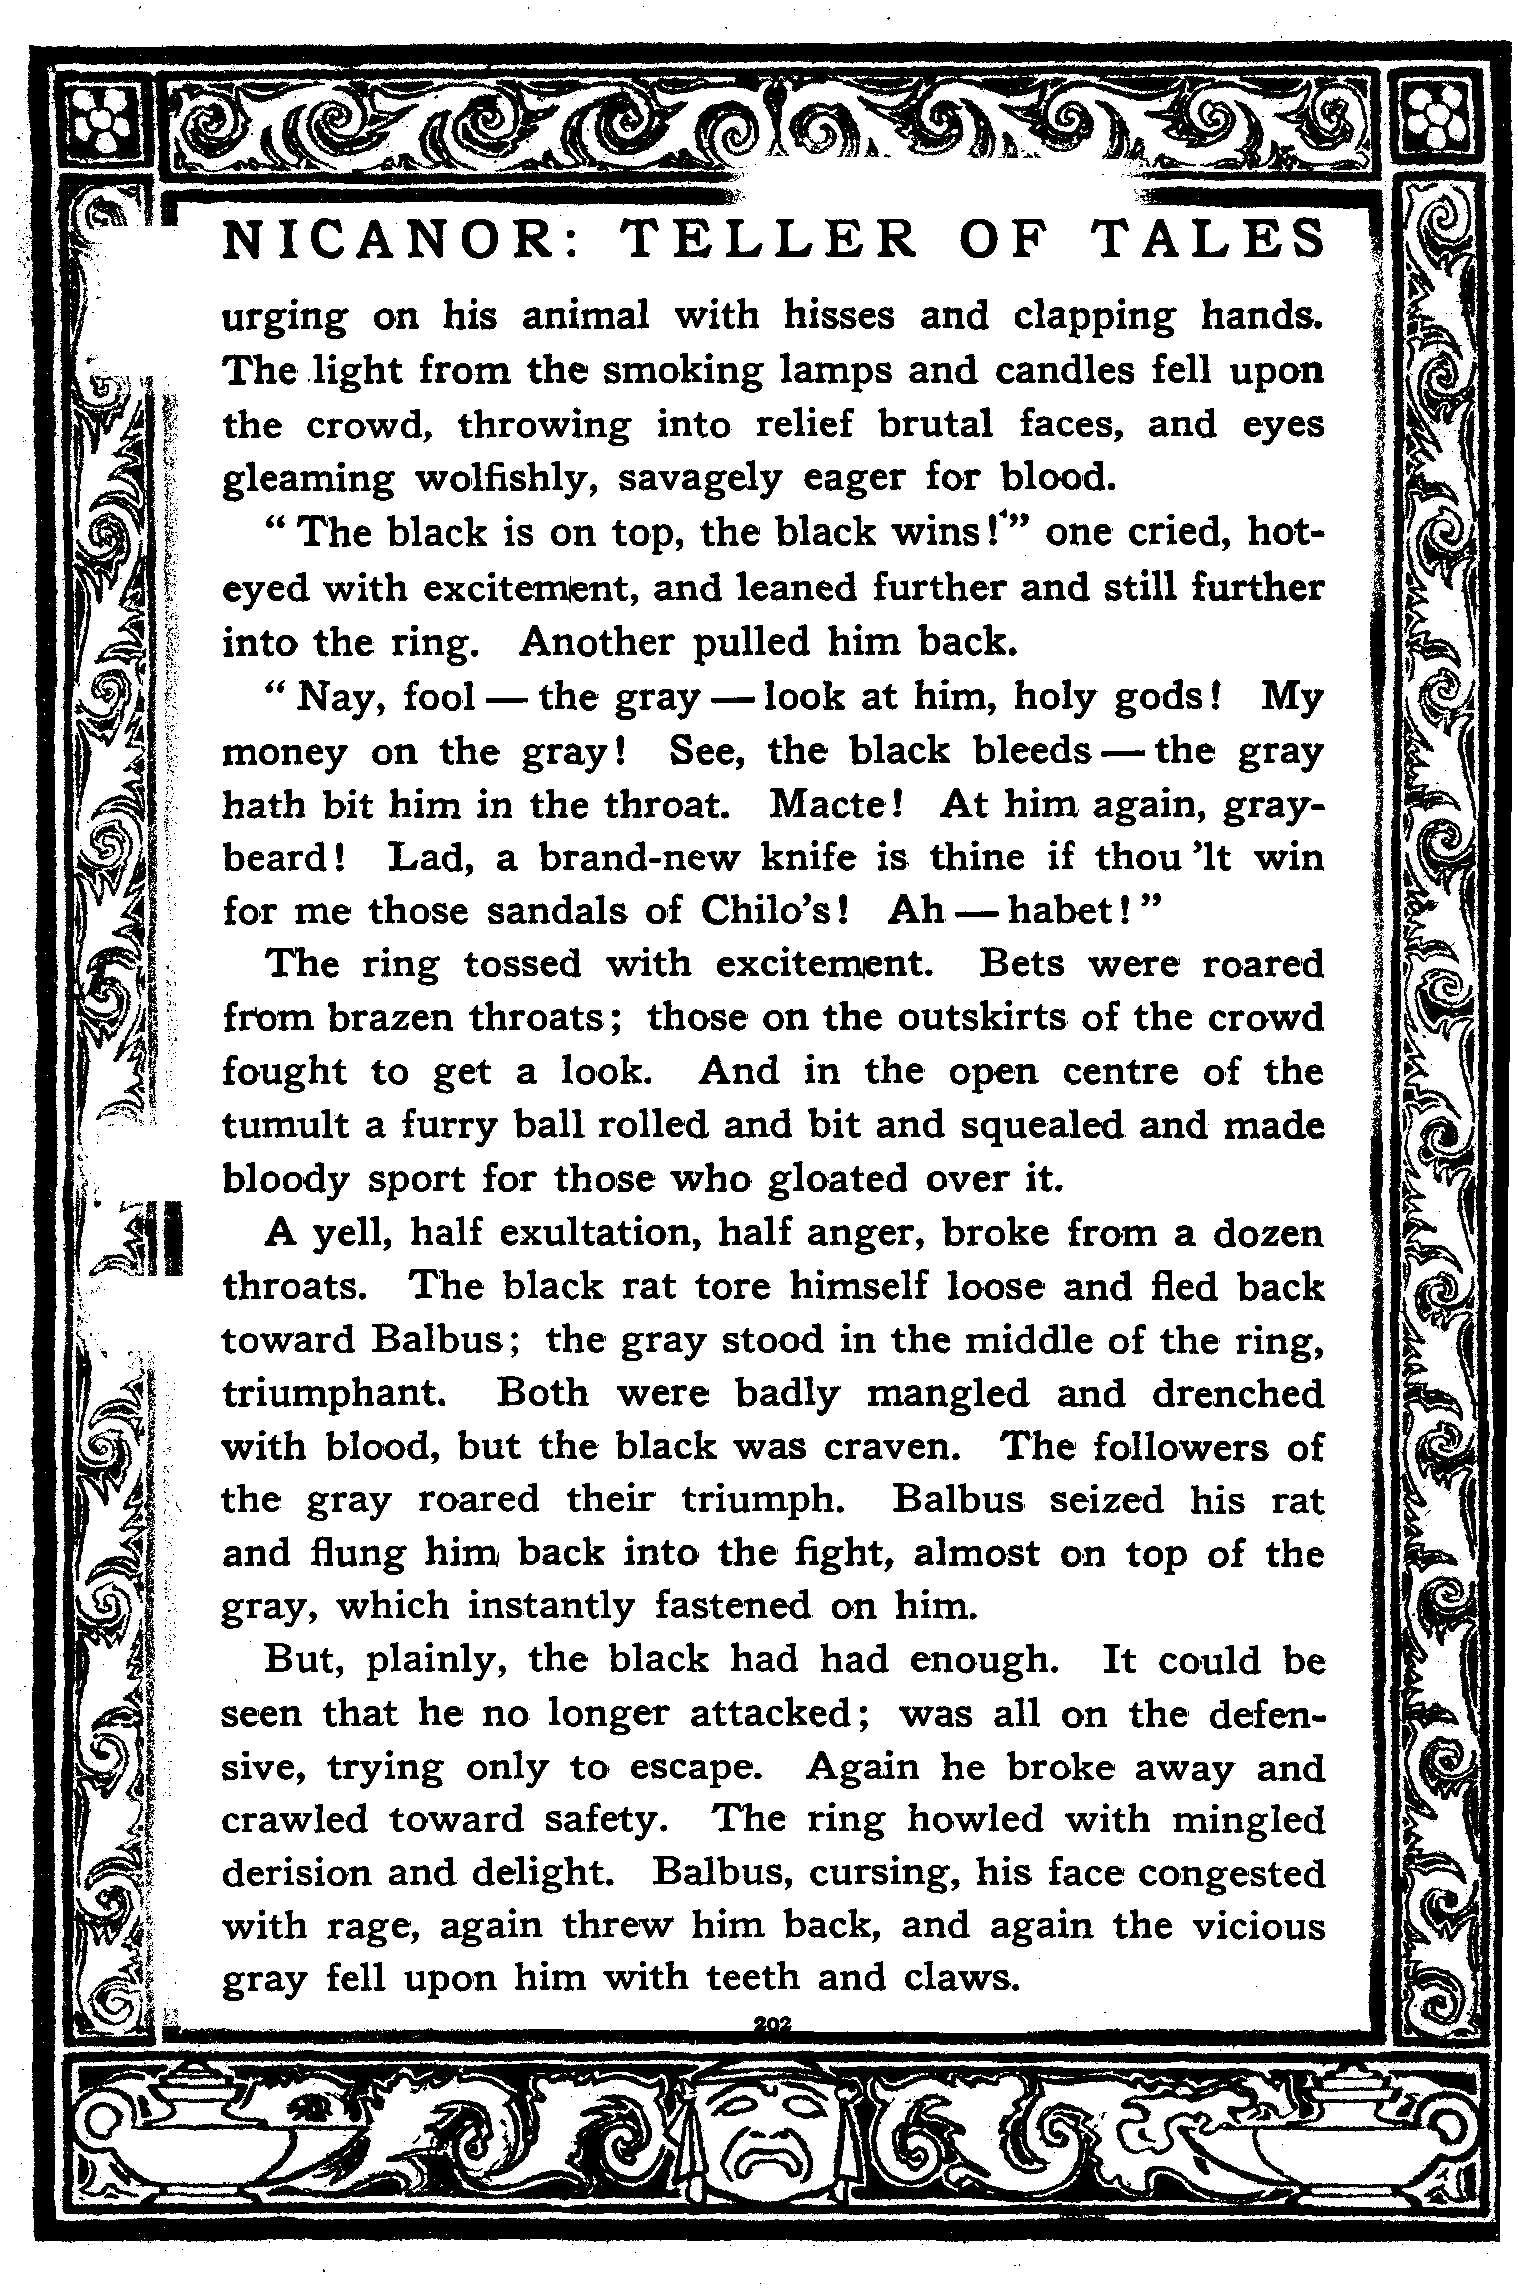 NICANOR: TELLER OF TALES
urging on his animal with hisses and clapping hands.
The light from the smoking lamps and candles fell upon
the crowd, throwing into relief brutal faces, and eyes
gleaming wolfishly, savagely eager for blood.
“ The black is on top, the black wins!” one cried, hot-
eyed with excitement, and leaned further and still further
into the ring. Another pulled him back.
“ Nay, fool — the gray — look at him, holy gods! My
money on the gray! See, the black bleeds — the gray
hath bit him in the throat. Macte! At him again, gray-
beard! Lad, a brand-new knife is thine if thou ’lt win
for me those sandals of Chilo’s! Ah — habet! ”
The ring tossed with excitement. Bets were roared
from brazen throats; those on the outskirts of the crowd
fought to get a look. And in the open centre of the
tumult a furry ball rolled and bit and squealed and made
bloody sport for those who gloated over it.
A yell, half exultation, half anger, broke from a dozen
throats. The black rat tore himself loose and fled back
toward Balbus; the gray stood in the middle of the ring,
triumphant. Both were badly mangled and drenched
with blood, but the black was craven. The followers of
the gray roared their triumph. Balbus seized his rat
and flung him back into the fight, almost on top of the
gray, which instantly fastened on him.
But, plainly, the black had had enough. It could be
seen that he no longer attacked; was all on the defen-
sive, trying only to escape. Again he broke away and
crawled toward safety. The ring howled with mingled
derision and delight. Balbus, cursing, his face congested
with rage, again threw him back, and again the vicious
gray fell upon him with teeth and claws.
202